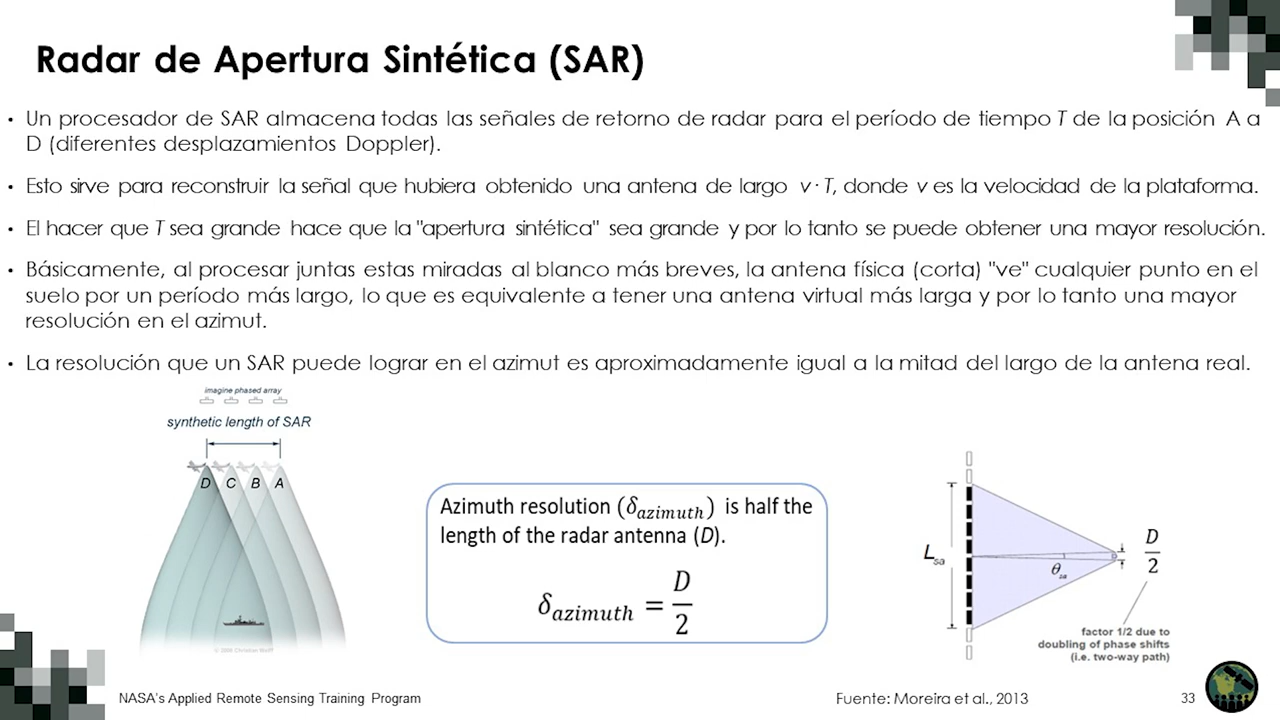 Radar de Apertura Sintética (SAR)
• Un procesador de SAR almacena todas las señales de retorno de radar para el período de tiempo T de la posición A a
D (diferentes desplazamientos Doppler).
• Esto sirve para reconstruir la señal que hubiera obtenido una antena de largo v· T, donde v es la velocidad de la plataforma.
• El hacer que T sea grande hace que la "apertura sintética" sea grande y por lo tanto se puede obtener una mayor resolución.
• Básicamente, al procesar juntas estas miradas al blanco más breves, la antena física (corta) "ve" cualquier punto en el
suelo por un período más largo, lo que es equivalente a tener una antena virtual más larga y por lo tanto una mayor
resolución en el azimut.
• La resolución que un SAR puede lograr en el azimut es aproximadamente igual a la mitad del largo de la antena real.
imagine phased array
synthetic length of SAR
D C B A
© 2008 Christian Wolff
Azimuth resolution (δazimuth) is half the
length of the radar antenna (D).
δazimuth = D/2
Lsa
θsa
D/2
factor 1/2 due to
doubling of phase shifts
(i.e. two-way path)
NASA's Applied Remote Sensing Training Program
Fuente: Moreira et al., 2013
33